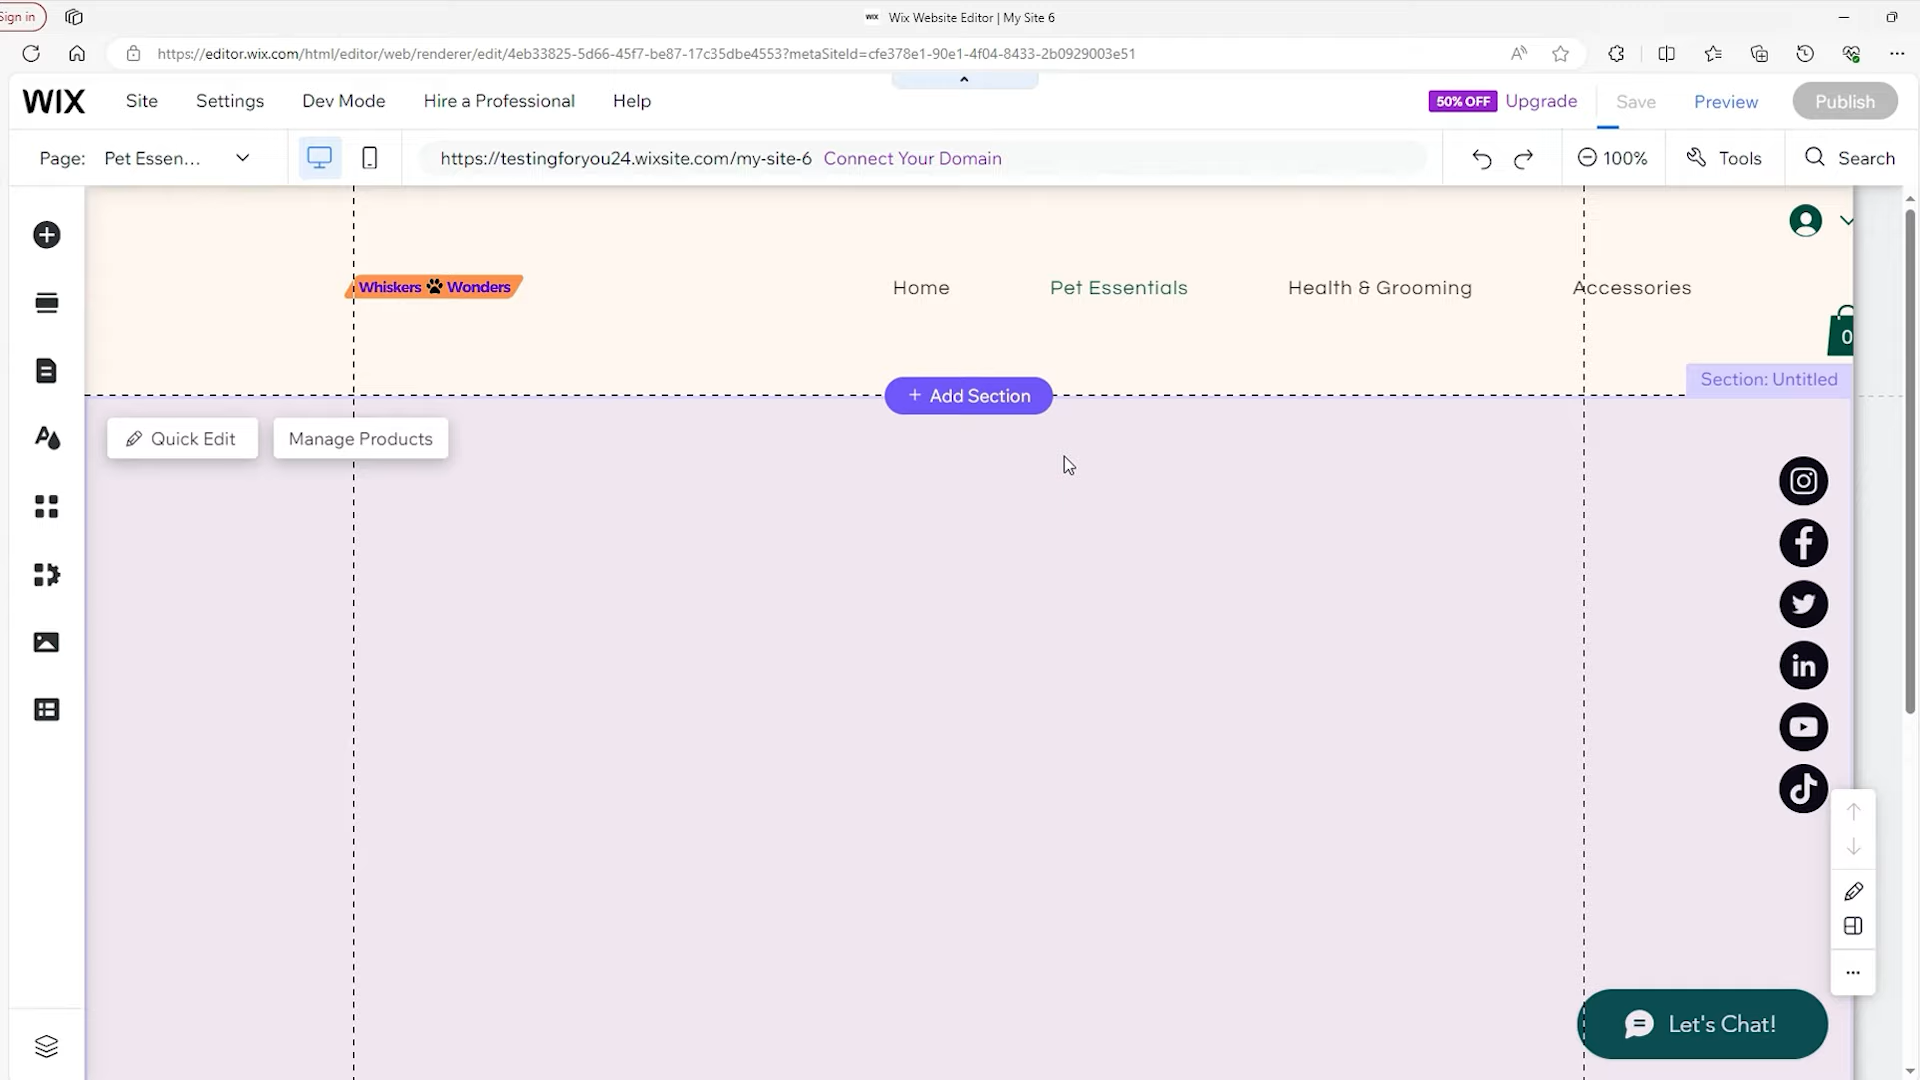 Sign in
WIX Wix Website Editor | My Site 6
https://editor.wix.com/html/editor/web/renderer/edit/4eb33825-5d66-45f7-be87-17c35dbe4553?metaSiteId=cfe378e1-90e1-4f04-8433-2b0929003e51
WIX Site Settings Dev Mode Hire a Professional Help 50% OFF Upgrade Save Preview Publish
Page: Pet Essen... https://testingforyou24.wixsite.com/my-site-6 Connect Your Domain 100% Tools Search
Whiskers Wonders Home Pet Essentials Health & Grooming Accessories
0
Section: Untitled
+ Add Section
Quick Edit Manage Products
Let's Chat!